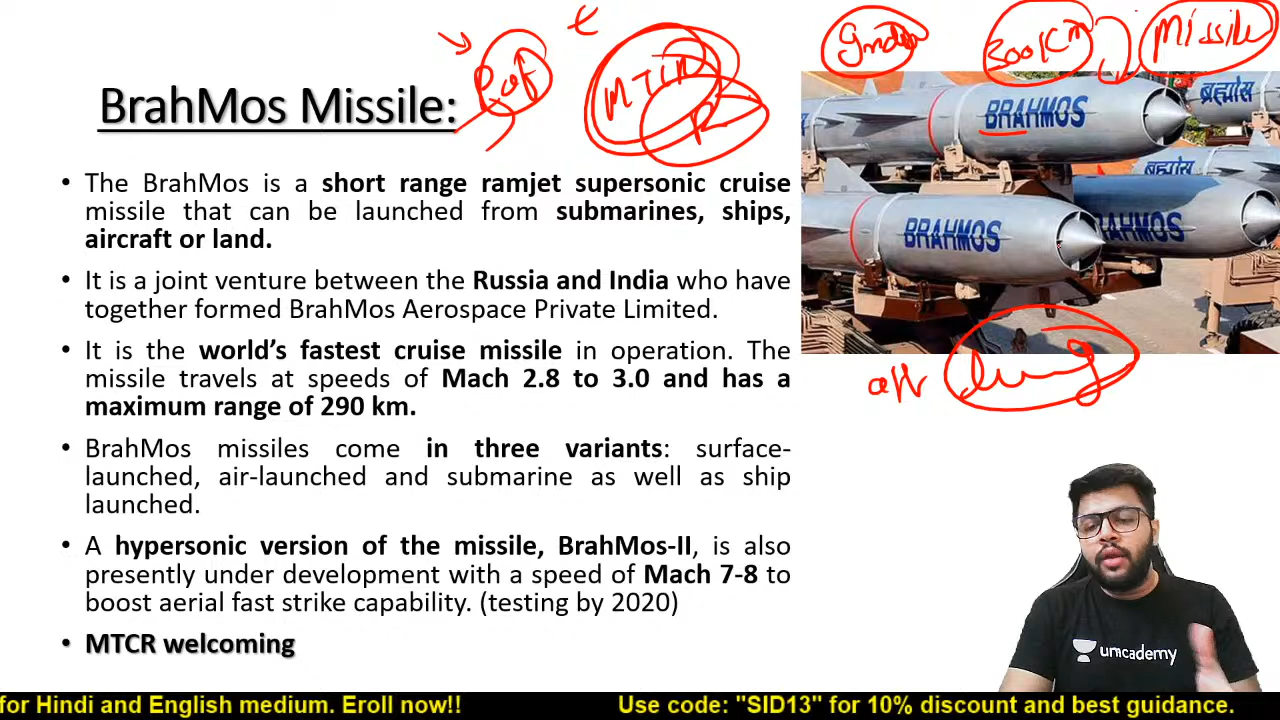 300 Km
Missile
MTCR
BrahMos Missile:
BRAHMOS
ब्रह्मोस
BRAHMOS
BRAHMOS
• The BrahMos is a short range ramjet supersonic cruise
missile that can be launched from submarines, ships,
aircraft or land.
• It is a joint venture between the Russia and India who have
together formed BrahMos Aerospace Private Limited.
• It is the world's fastest cruise missile in operation. The
missile travels at speeds of Mach 2.8 to 3.0 and has a
maximum range of 290 km.
• BrahMos missiles come in three variants: surface-
launched, air-launched and submarine as well as ship
launched.
• A hypersonic version of the missile, BrahMos-II, is also
presently under development with a speed of Mach 7-8 to
boost aerial fast strike capability. (testing by 2020)
• MTCR welcoming
for Hindi and English medium. Eroll now!!
Use code: "SID13" for 10% discount and best guidance.